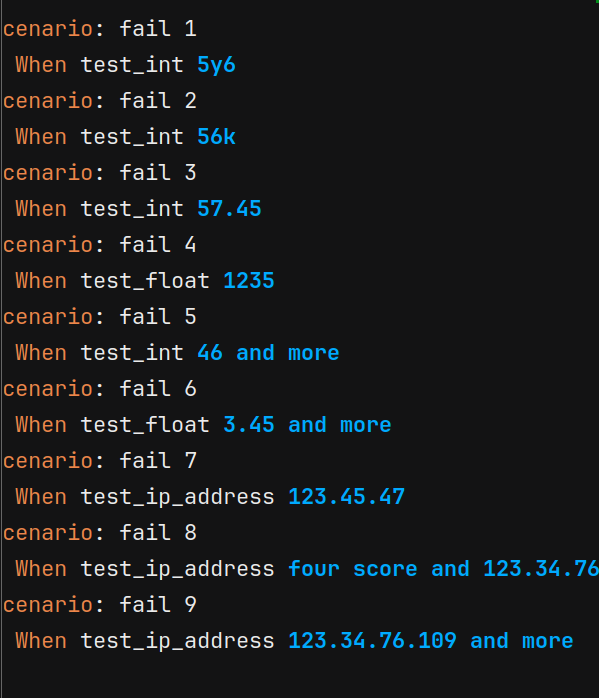 cenario: fail 1
When test_int 5y6
cenario: fail 2
When test_int 56k
cenario: fail 3
When test_int 57.45
cenario: fail 4
When test_float 1235
cenario: fail 5
When test_int 46 and more
cenario: fail 6
When test_float 3.45 and more
cenario: fail 7
When test_ip_address 123.45.47
cenario: fail 8
When test_ip_address four score and 123.34.76
cenario: fail 9
When test_ip_address 123.34.76.109 and more